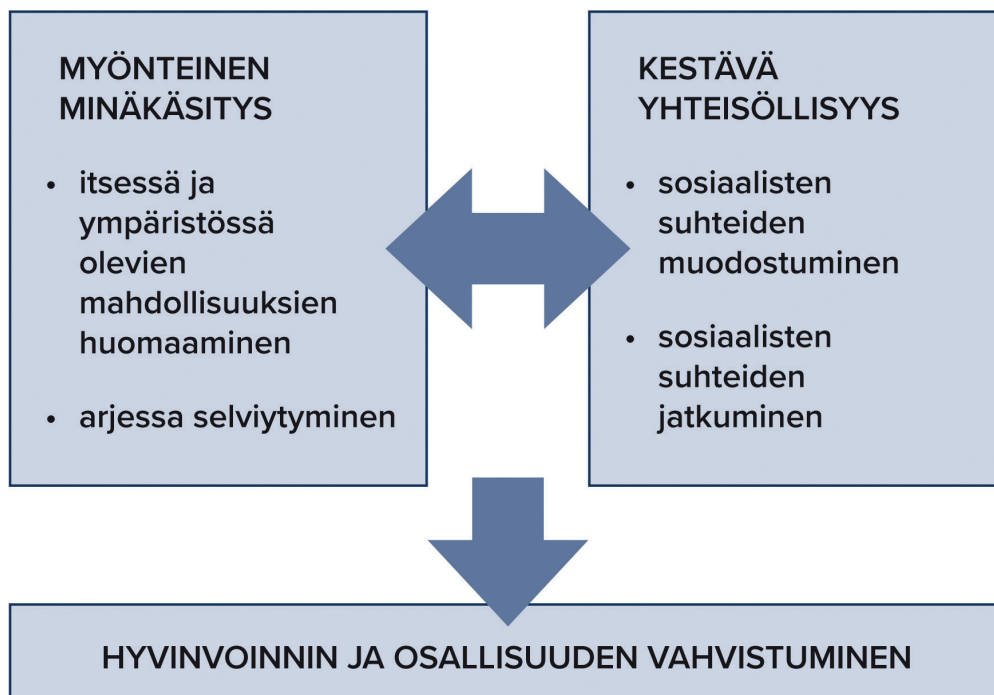 MYÖNTEINEN
MINÄKÄSITYS
• itsessä ja
ympäristössä
olevien
mahdollisuuksien
huomaaminen
• arjessa selviytyminen
KESTÄVÄ
YHTEISÖLLISYYS
• sosiaalisten
suhteiden
muodostuminen
• sosiaalisten
suhteiden
jatkuminen
HYVINVOINNIN JA OSALLISUUDEN VAHVISTUMINEN